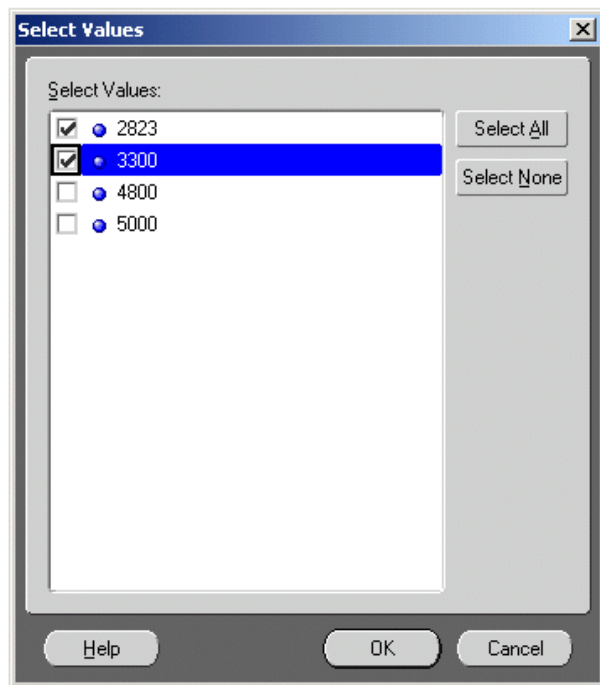 Select Values
Select Values:
2823
3300
4800
5000
Select All
Select None
Help
OK
Cancel